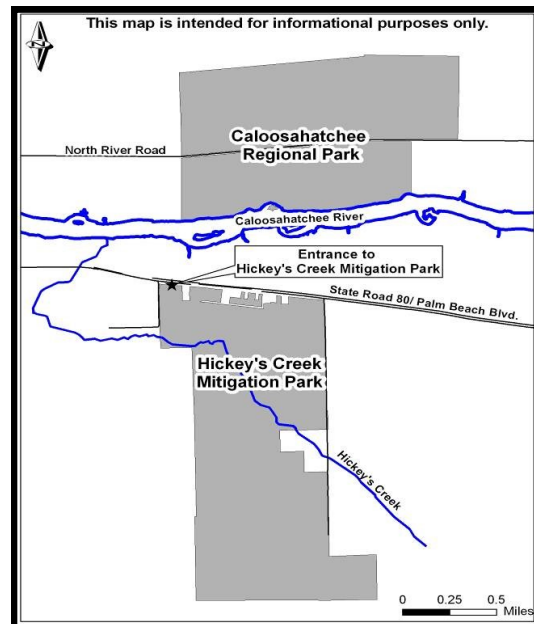 This map is intended for informational purposes only.
Caloosahatchee
Regional Park
North River Road
Caloosahatchee River
Entrance to
Hickey's Creek Mitigation Park
State Road 80/ Palm Beach Blvd.
Hickey's Creek
Mitigation Park
Hickey's Creek
0 0.25 0.5
Miles